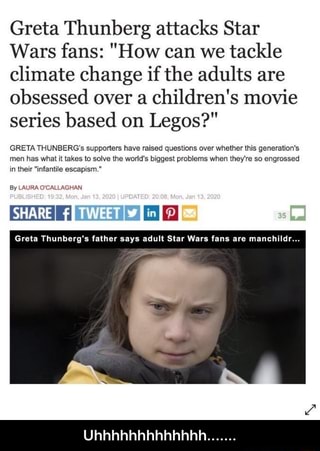 Greta Thunberg attacks Star
Wars fans: "How can we tackle
climate change if the adults are
obsessed over a children's movie
series based on Legos?"
GRETA THUNBERG's supporters have raised questions over whether this generation's
men has what it takes to solve the world's biggest problems when they're so engrossed
in their "infantile escapism."
By LAURA O'CALLAGHAN
PUBLISHED: 19:32, Mon, Jan 13, 2020 | UPDATED: 20:08, Mon, Jan 13, 2020
SHARE f TWEET in 35
Greta Thunberg's father says adult Star Wars fans are manchildr...
Uhhhhhhhhhhhhh.......